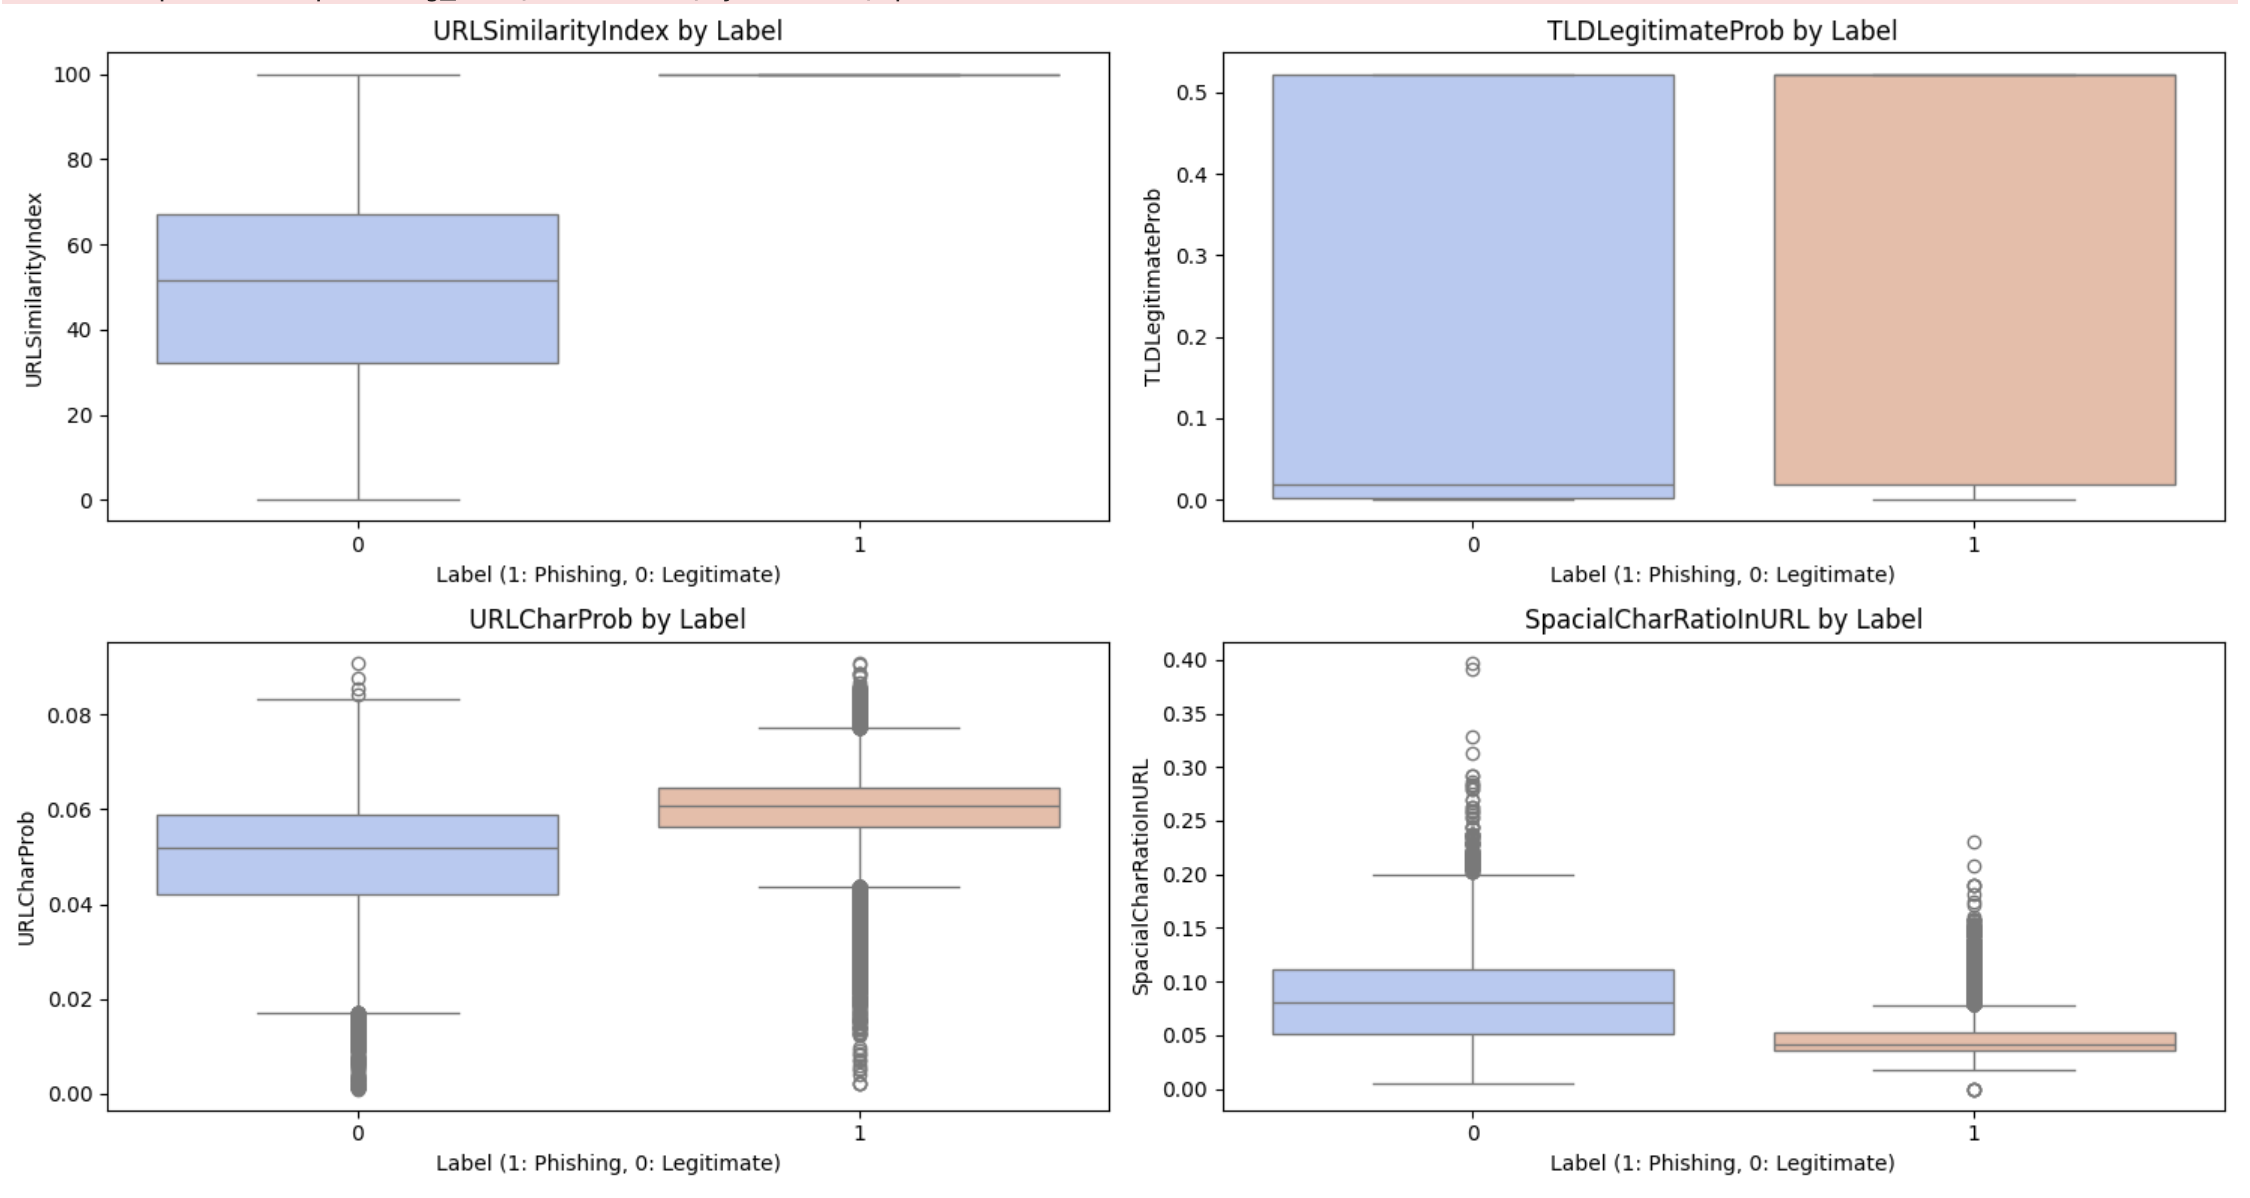 URLSimilarityIndex by Label
100
80
60
40
20
0
URLSimilarityIndex
0 1
Label (1: Phishing, 0: Legitimate)
TLDLegitimateProb by Label
0.5
0.4
0.3
0.2
0.1
0.0
TLDLegitimateProb
0 1
Label (1: Phishing, 0: Legitimate)
URLCharProb by Label
0.08
0.06
0.04
0.02
0.00
URLCharProb
0 1
Label (1: Phishing, 0: Legitimate)
SpacialCharRatioInURL by Label
0.40
0.35
0.30
0.25
0.20
0.15
0.10
0.05
0.00
SpacialCharRatioInURL
0 1
Label (1: Phishing, 0: Legitimate)